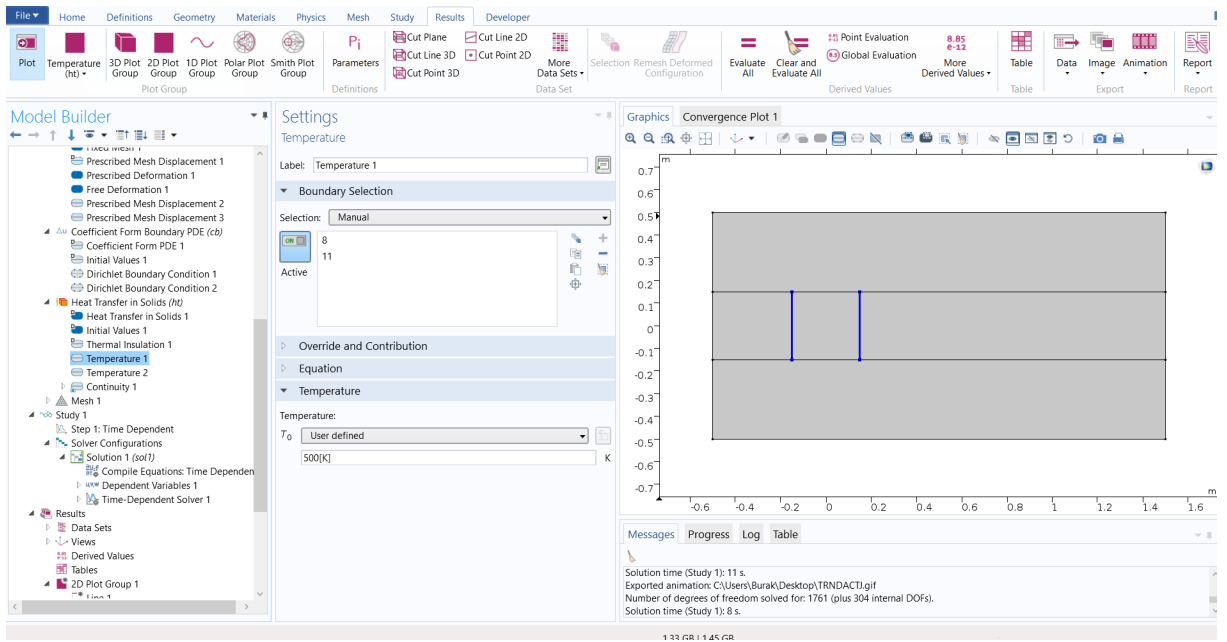 File Home Definitions Geometry Materials Physics Mesh Study Results Developer
Plot
Temperature (ht)
3D Plot Group
2D Plot Group
1D Plot Group
Polar Plot Group
Smith Plot Group
Plot Group
Pi
Parameters
Definitions
Cut Plane
Cut Line 3D
Cut Point 3D
Cut Line 2D
Cut Point 2D
More Data Sets
Selection
Remesh Deformed Configuration
Data Set
Evaluate All
Clear and Evaluate All
8.85 e-12 Point Evaluation
8.85 Global Evaluation
8.85
e-12
More Derived Values
Derived Values
Table
Table
Data
Image
Animation
Export
Report
Report
Model Builder
Fixed Mesh 1
Prescribed Mesh Displacement 1
Prescribed Deformation 1
Free Deformation 1
Prescribed Mesh Displacement 2
Prescribed Mesh Displacement 3
Δu Coefficient Form Boundary PDE (cb)
Coefficient Form PDE 1
Initial Values 1
Dirichlet Boundary Condition 1
Dirichlet Boundary Condition 2
Heat Transfer in Solids (ht)
Heat Transfer in Solids 1
Initial Values 1
Thermal Insulation 1
Temperature 1
Temperature 2
Continuity 1
Mesh 1
Study 1
Step 1: Time Dependent
Solver Configurations
Solution 1 (sol1)
Compile Equations: Time Dependen
u,v,w Dependent Variables 1
Time-Dependent Solver 1
Results
Data Sets
Views
Derived Values
Tables
2D Plot Group 1
Line 1
Settings
Temperature
Label: Temperature 1
Boundary Selection
Selection: Manual
ON
Active
8
11
Override and Contribution
Equation
Temperature
Temperature:
T0 User defined
500[K] K
Graphics Convergence Plot 1
m
0.7
0.6
0.5
0.4
0.3
0.2
0.1
0
-0.1
-0.2
-0.3
-0.4
-0.5
-0.6
-0.7
m
-0.6 -0.4 -0.2 0 0.2 0.4 0.6 0.8 1 1.2 1.4 1.6
Messages Progress Log Table
Solution time (Study 1): 11 s.
Exported animation: C:\Users\Burak\Desktop\TRNDACTJ.gif
Number of degrees of freedom solved for: 1761 (plus 304 internal DOFs).
Solution time (Study 1): 8 s.
1.33 GB | 1.45 GB